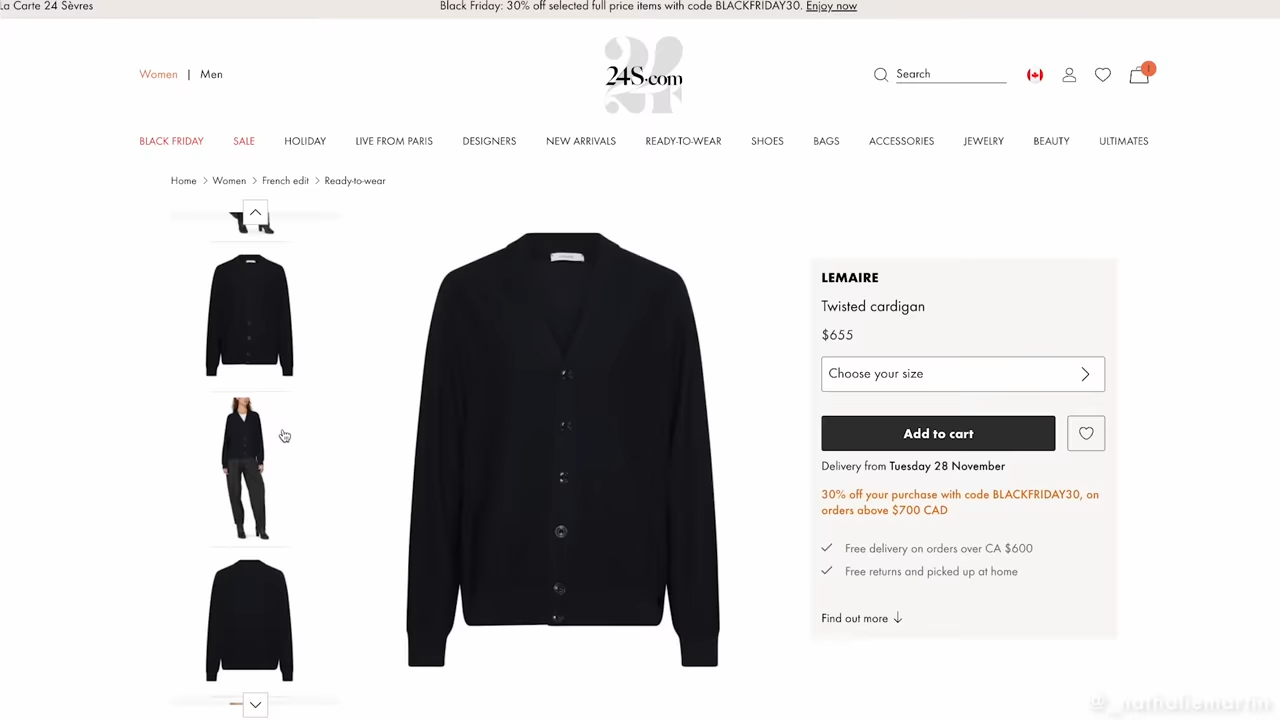 La Carte 24 Sèvres
Black Friday: 30% off selected full price items with code BLACKFRIDAY30. Enjoy now
Women | Men
24S.com
Search
BLACK FRIDAY SALE HOLIDAY LIVE FROM PARIS DESIGNERS NEW ARRIVALS READY-TO-WEAR SHOES BAGS ACCESSORIES JEWELRY BEAUTY ULTIMATES
Home > Women > French edit > Ready-to-wear
LEMAIRE
Twisted cardigan
$655
Choose your size
Add to cart
Delivery from Tuesday 28 November
30% off your purchase with code BLACKFRIDAY30, on
orders above $700 CAD
Free delivery on orders over CA $600
Free returns and picked up at home
Find out more
@_nathaliemartin